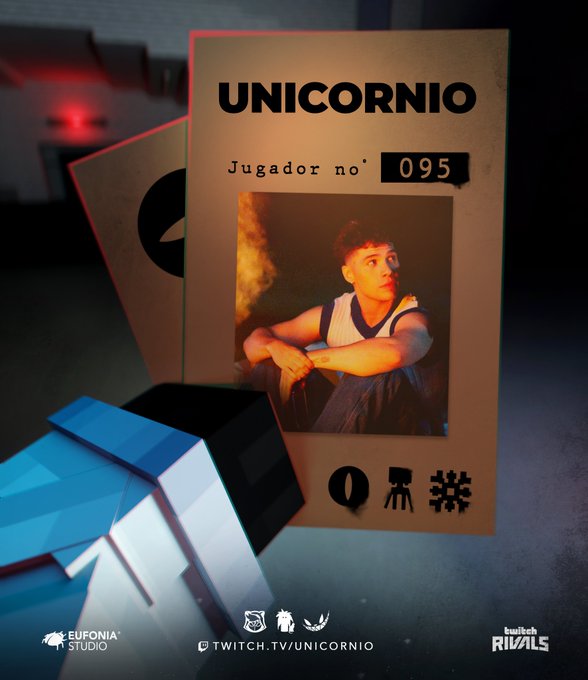 UNICORNIO
Jugador no° 095
EUFONIA®
STUDIO
TWITCH.TV/UNICORNIO
twitch
RIVALS